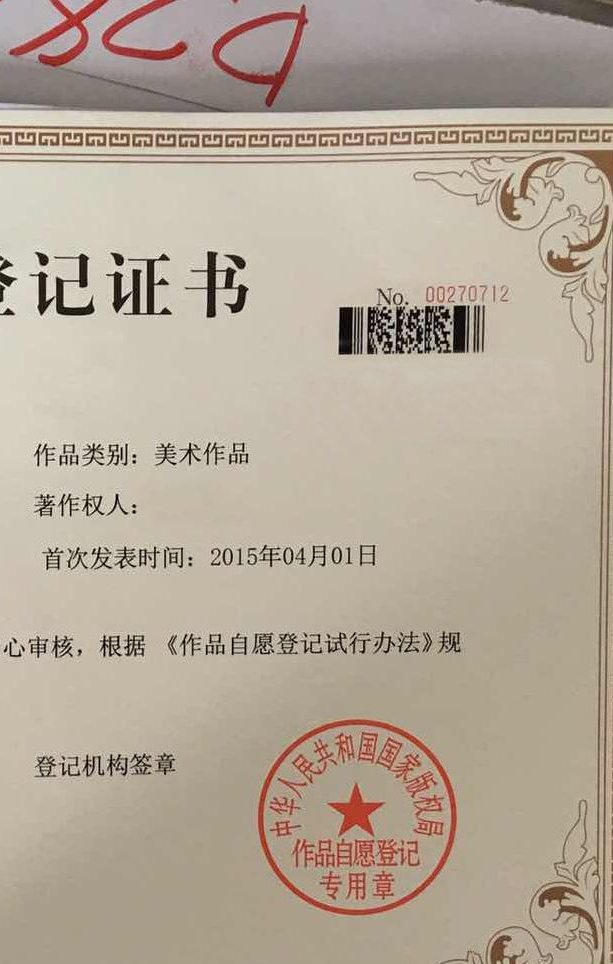 登记证书
No. 00270712
作品类别：美术作品
著作权人：
首次发表时间：2015年04月01日
心审核，根据《作品自愿登记试行办法》规
登记机构签章
中华人民共和国国家版权局
作品自愿登记
专用章